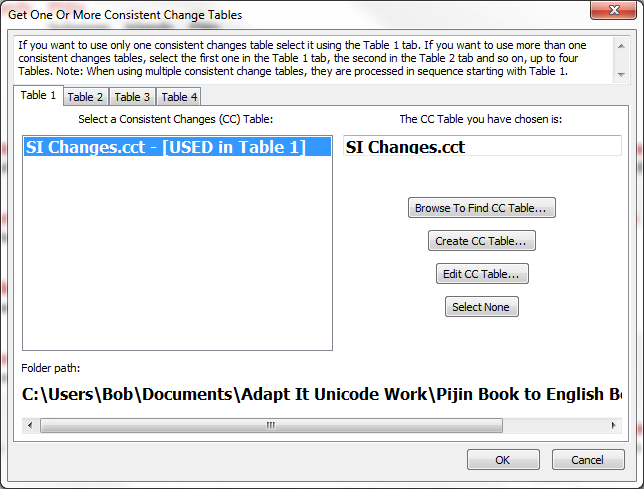 Get One Or More Consistent Change Tables
If you want to use only one consistent changes table select it using the Table 1 tab. If you want to use more than one
consistent changes tables, select the first one in the Table 1 tab, the second in the Table 2 tab and so on, up to four
Tables. Note: When using multiple consistent change tables, they are processed in sequence starting with Table 1.
Table 1 Table 2 Table 3 Table 4
Select a Consistent Changes (CC) Table: The CC Table you have chosen is:
SI Changes.cct - [USED in Table 1] SI Changes.cct
Browse To Find CC Table...
Create CC Table...
Edit CC Table...
Select None
Folder path:
C:\Users\Bob\Documents\Adapt It Unicode Work\Pijin Book to English Bo
OK Cancel